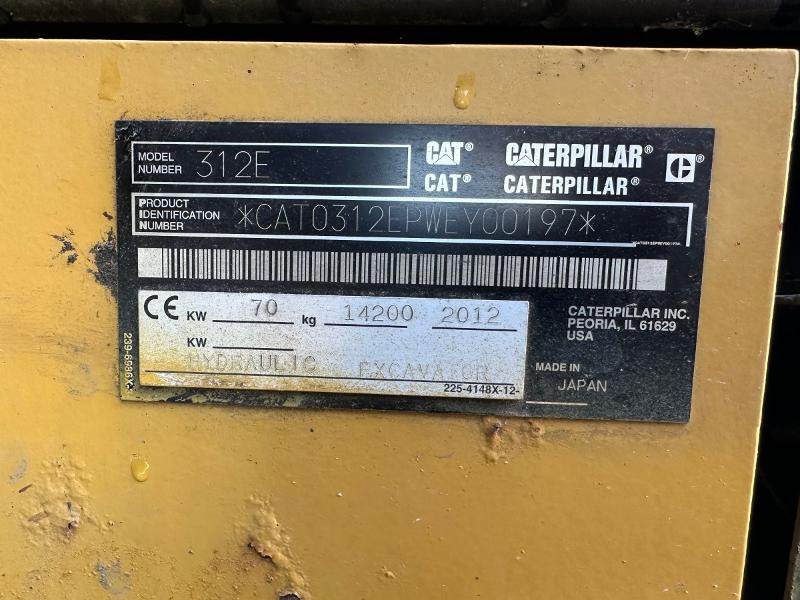 MODEL NUMBER 312E
CAT® CATERPILLAR® C®
CAT® CATERPILLAR®
PRODUCT IDENTIFICATION NUMBER *CAT0312EPWEY00197*
*CAT0312EPWEY00197*
CE KW 70 kg 14200 2012
KW
HYDRAULIC EXCAVATOR
225-4148X-12-
CATERPILLAR INC.
PEORIA, IL 61629
USA
MADE IN
JAPAN
239-6986X-